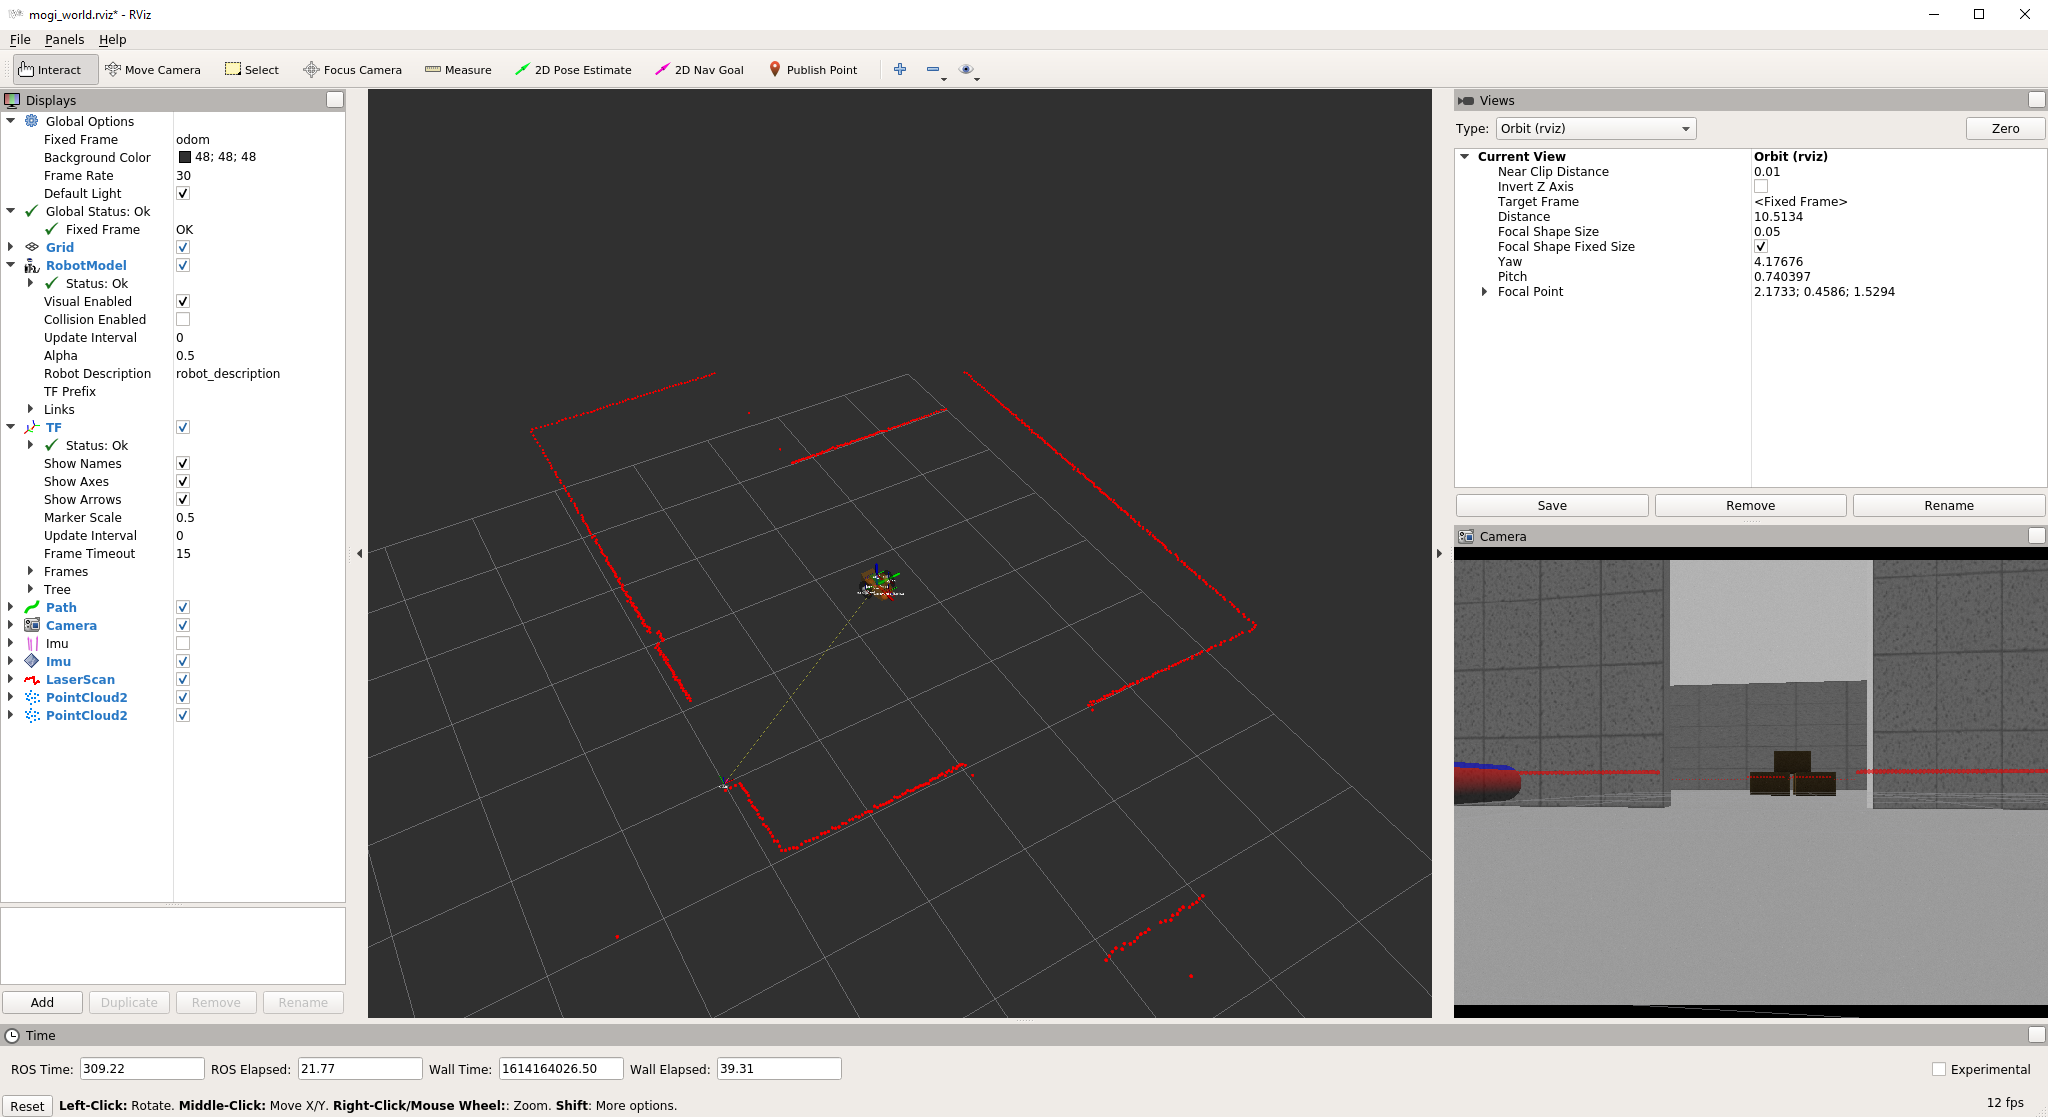 mogi_world.rviz* - RViz
File Panels Help
Interact Move Camera Select Focus Camera Measure 2D Pose Estimate 2D Nav Goal Publish Point
Displays
Global Options
Fixed Frame odom
Background Color 48; 48; 48
Frame Rate 30
Default Light
Global Status: Ok
Fixed Frame OK
Grid
RobotModel
Status: Ok
Visual Enabled
Collision Enabled
Update Interval 0
Alpha 0.5
Robot Description robot_description
TF Prefix
Links
TF
Status: Ok
Show Names
Show Axes
Show Arrows
Marker Scale 0.5
Update Interval 0
Frame Timeout 15
Frames
Tree
Path
Camera
Imu
Imu
LaserScan
PointCloud2
PointCloud2
Add Duplicate Remove Rename
Views
Type: Orbit (rviz) Zero
Current View Orbit (rviz)
Near Clip Distance 0.01
Invert Z Axis
Target Frame <Fixed Frame>
Distance 10.5134
Focal Shape Size 0.05
Focal Shape Fixed Size
Yaw 4.17676
Pitch 0.740397
Focal Point 2.1733; 0.4586; 1.5294
Save Remove Rename
Camera
Time
ROS Time: 309.22 ROS Elapsed: 21.77 Wall Time: 1614164026.50 Wall Elapsed: 39.31 Experimental
Reset Left-Click: Rotate. Middle-Click: Move X/Y. Right-Click/Mouse Wheel:: Zoom. Shift: More options. 12 fps